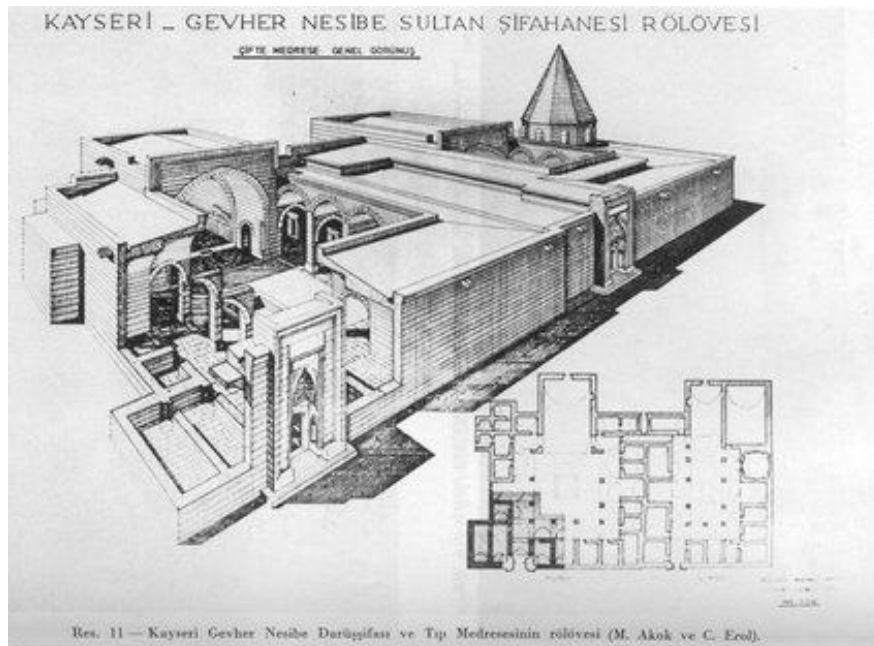 KAYSERİ _ GEVHER NESİBE SULTAN ŞİFAHANESİ RÖLÖVESİ
ÇİFTE MEDRESE GENEL GÖRÜNÜŞ
Res. 11 — Kayseri Gevher Nesibe Darüşşifası ve Tıp Medresesinin rölövesi (M. Akok ve C. Erol).